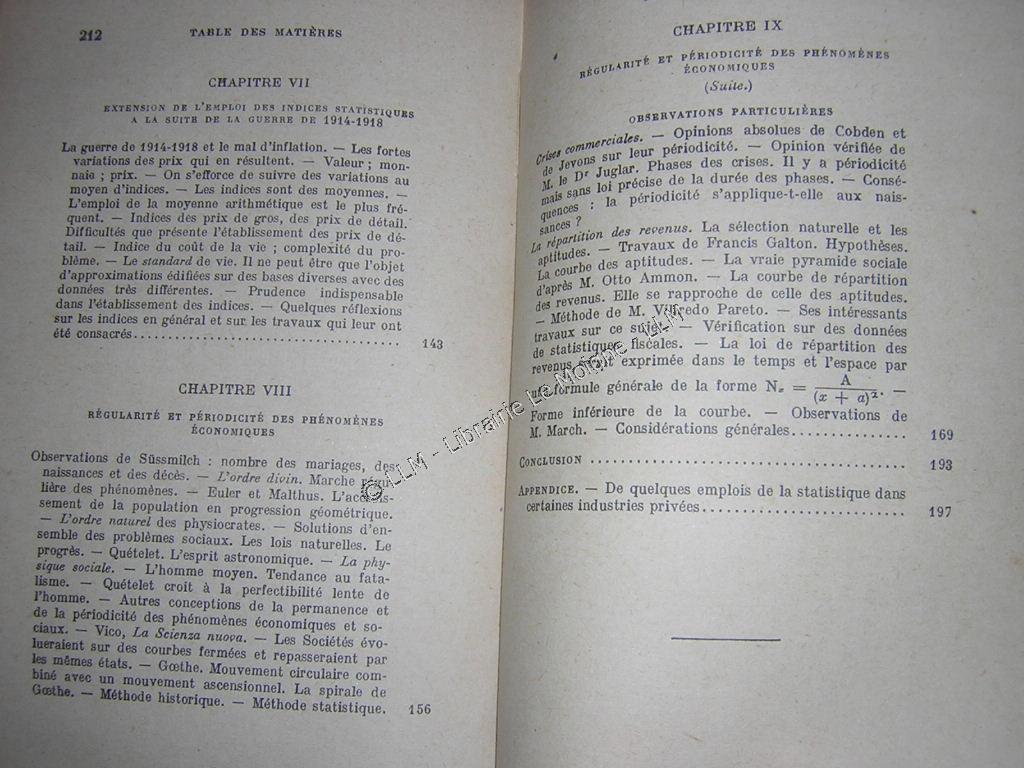 212 TABLE DES MATIÈRES
CHAPITRE VII
EXTENSION DE L'EMPLOI DES INDICES STATISTIQUES
A LA SUITE DE LA GUERRE DE 1914-1918
La guerre de 1914-1918 et le mal d'inflation. — Les fortes
variations des prix qui en résultent. — Valeur ; mon-
naie ; prix. — On s'efforce de suivre des variations au
moyen d'indices. — Les indices sont des moyennes. —
L'emploi de la moyenne arithmétique est le plus fré-
quent. — Indices des prix de gros, des prix de détail.
Difficultés que présente l'établissement des prix de dé-
tail. — Indice du coût de la vie ; complexité du pro-
blème. — Le standard de vie. Il ne peut être que l'objet
d'approximations édifiées sur des bases diverses avec des
données très différentes. — Prudence indispensable
dans l'établissement des indices. — Quelques réflexions
sur les indices en général et sur les travaux qui leur ont
été consacrés.................................... 143
CHAPITRE VIII
RÉGULARITÉ ET PÉRIODICITÉ DES PHÉNOMÈNES
ÉCONOMIQUES
Observations de Süssmilch : nombre des mariages, des
naissances et des décès. — L'ordre divin. Marche régu-
lière des phénomènes. — Euler et Malthus. L'accrois-
sement de la population en progression géométrique.
— L'ordre naturel des physiocrates. — Solutions d'en-
semble des problèmes sociaux. Les lois naturelles. Le
progrès. — Quételet. L'esprit astronomique. — La phy-
sique sociale. — L'homme moyen. Tendance au fata-
lisme. — Quételet croit à la perfectibilité lente de
l'homme. — Autres conceptions de la permanence et
de la périodicité des phénomènes économiques et so-
ciaux. — Vico, La Scienza nuova. — Les Sociétés évo-
lueraient sur des courbes fermées et repasseraient par
les mêmes états. — Gœthe. Mouvement circulaire com-
biné avec un mouvement ascensionnel. La spirale de
Gœthe. — Méthode historique. — Méthode statistique. 156
CHAPITRE IX
RÉGULARITÉ ET PÉRIODICITÉ DES PHÉNOMÈNES
ÉCONOMIQUES
(Suite.)
OBSERVATIONS PARTICULIÈRES
Crises commerciales. — Opinions absolues de Cobden et
de Jevons sur leur périodicité. — Opinion vérifiée de
M. le Dr Juglar. Phases des crises. Il y a périodicité
mais sans loi précise de la durée des phases. — Consé-
quences : la périodicité s'applique-t-elle aux nais-
sances ?
La répartition des revenus. La sélection naturelle et les
aptitudes. — Travaux de Francis Galton. Hypothèses.
La courbe des aptitudes. — La vraie pyramide sociale
d'après M. Otto Ammon. — La courbe de répartition
des revenus. Elle se rapproche de celle des aptitudes.
— Méthode de M. Vilfredo Pareto. — Ses intéressants
travaux sur ce sujet. — Vérification sur des données
de statistiques fiscales. — La loi de répartition des
revenus serait exprimée dans le temps et l'espace par
une formule générale de la forme Nx = A / (x + a)². —
Forme inférieure de la courbe. — Observations de
M. March. — Considérations générales............... 169
CONCLUSION ........................................ 193
APPENDICE. — De quelques emplois de la statistique dans
certaines industries privées.......................... 197
© LLM - Librairie Le Moigne - LLM